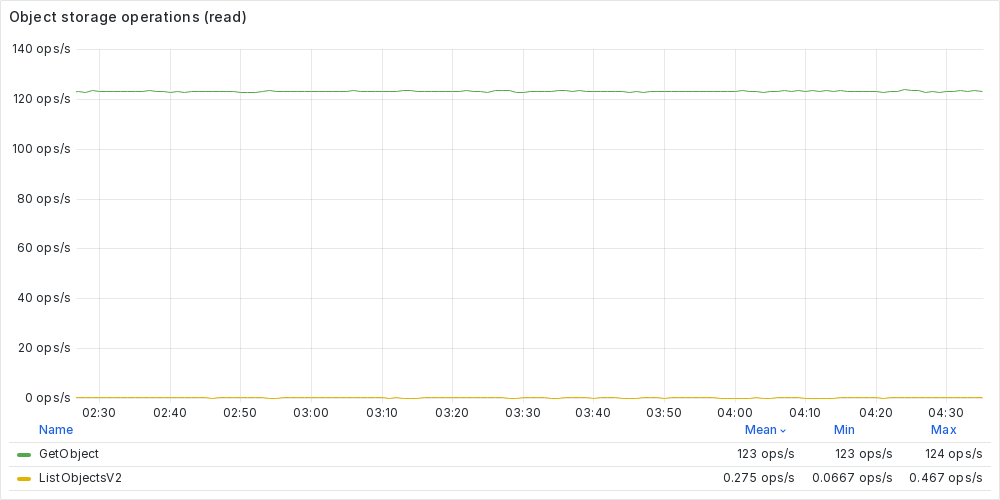 Object storage operations (read)
140 ops/s
120 ops/s
100 ops/s
80 ops/s
60 ops/s
40 ops/s
20 ops/s
0 ops/s
02:30 02:40 02:50 03:00 03:10 03:20 03:30 03:40 03:50 04:00 04:10 04:20 04:30
Name Mean Min Max
GetObject 123 ops/s 123 ops/s 124 ops/s
ListObjectsV2 0.275 ops/s 0.0667 ops/s 0.467 ops/s